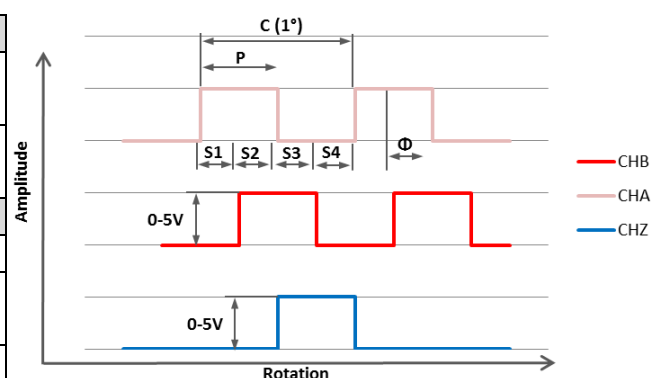 C (1°)
P
S1 S2 S3 S4 Φ
Amplitude
0-5V
0-5V
CHB
CHA
CHZ
Rotation